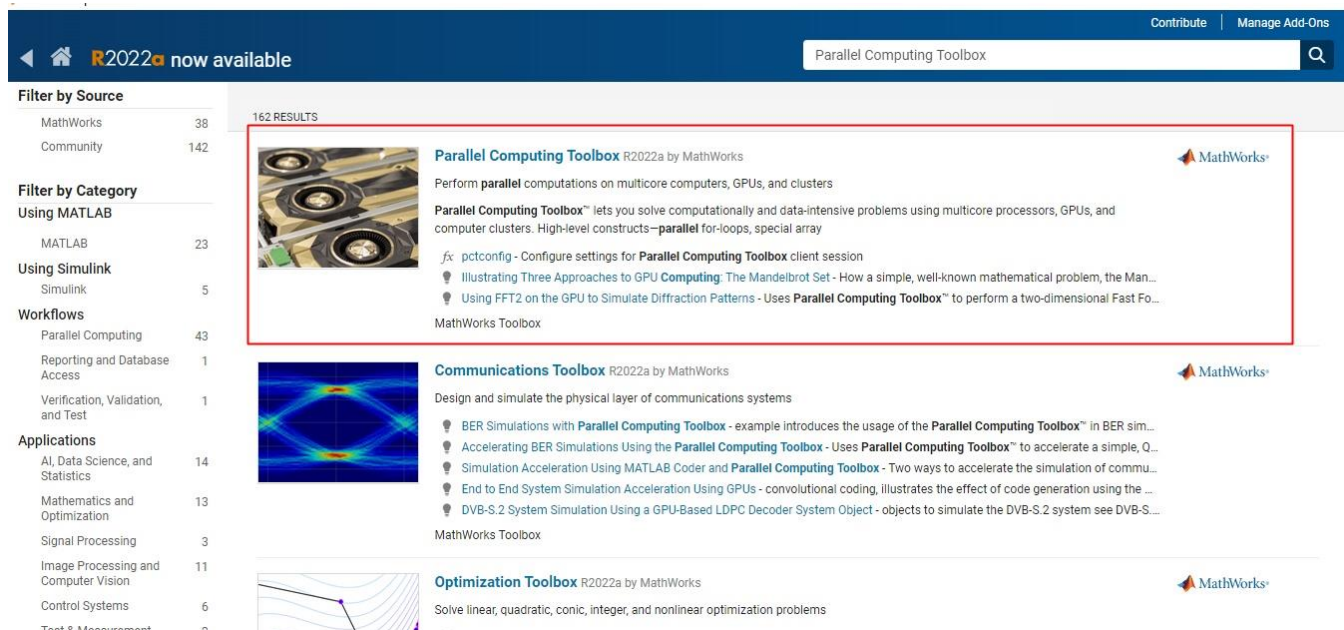 Contribute Manage Add-Ons
R2022a now available
Parallel Computing Toolbox
Filter by Source
MathWorks 38
Community 142
Filter by Category
Using MATLAB
MATLAB 23
Using Simulink
Simulink 5
Workflows
Parallel Computing 43
Reporting and Database 1
Access
Verification, Validation, 1
and Test
Applications
AI, Data Science, and 14
Statistics
Mathematics and 13
Optimization
Signal Processing 3
Image Processing and 11
Computer Vision
Control Systems 6
162 RESULTS
Parallel Computing Toolbox R2022a by MathWorks
MathWorks®
Perform parallel computations on multicore computers, GPUs, and clusters
Parallel Computing Toolbox™ lets you solve computationally and data-intensive problems using multicore processors, GPUs, and
computer clusters. High-level constructs—parallel for-loops, special array
fx pctconfig - Configure settings for Parallel Computing Toolbox client session
Illustrating Three Approaches to GPU Computing: The Mandelbrot Set - How a simple, well-known mathematical problem, the Man...
Using FFT2 on the GPU to Simulate Diffraction Patterns - Uses Parallel Computing Toolbox™ to perform a two-dimensional Fast Fo...
MathWorks Toolbox
Communications Toolbox R2022a by MathWorks
MathWorks®
Design and simulate the physical layer of communications systems
BER Simulations with Parallel Computing Toolbox - example introduces the usage of the Parallel Computing Toolbox™ in BER sim...
Accelerating BER Simulations Using the Parallel Computing Toolbox - Uses Parallel Computing Toolbox™ to accelerate a simple, Q...
Simulation Acceleration Using MATLAB Coder and Parallel Computing Toolbox - Two ways to accelerate the simulation of commu...
End to End System Simulation Acceleration Using GPUs - convolutional coding, illustrates the effect of code generation using the ...
DVB-S.2 System Simulation Using a GPU-Based LDPC Decoder System Object - objects to simulate the DVB-S.2 system see DVB-S....
MathWorks Toolbox
Optimization Toolbox R2022a by MathWorks
MathWorks®
Solve linear, quadratic, conic, integer, and nonlinear optimization problems